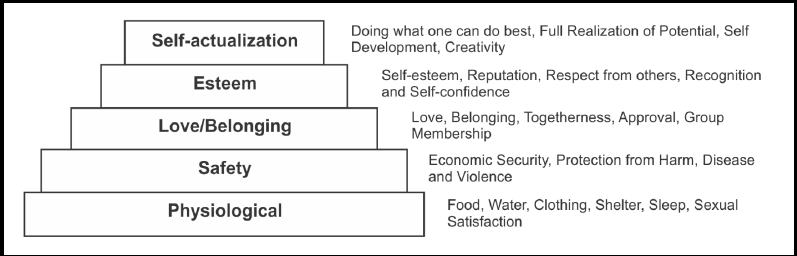 Self-actualization
Doing what one can do best, Full Realization of Potential, Self
Development, Creativity
Esteem
Self-esteem, Reputation, Respect from others, Recognition
and Self-confidence
Love/Belonging
Love, Belonging, Togetherness, Approval, Group
Membership
Safety
Economic Security, Protection from Harm, Disease
and Violence
Physiological
Food, Water, Clothing, Shelter, Sleep, Sexual
Satisfaction